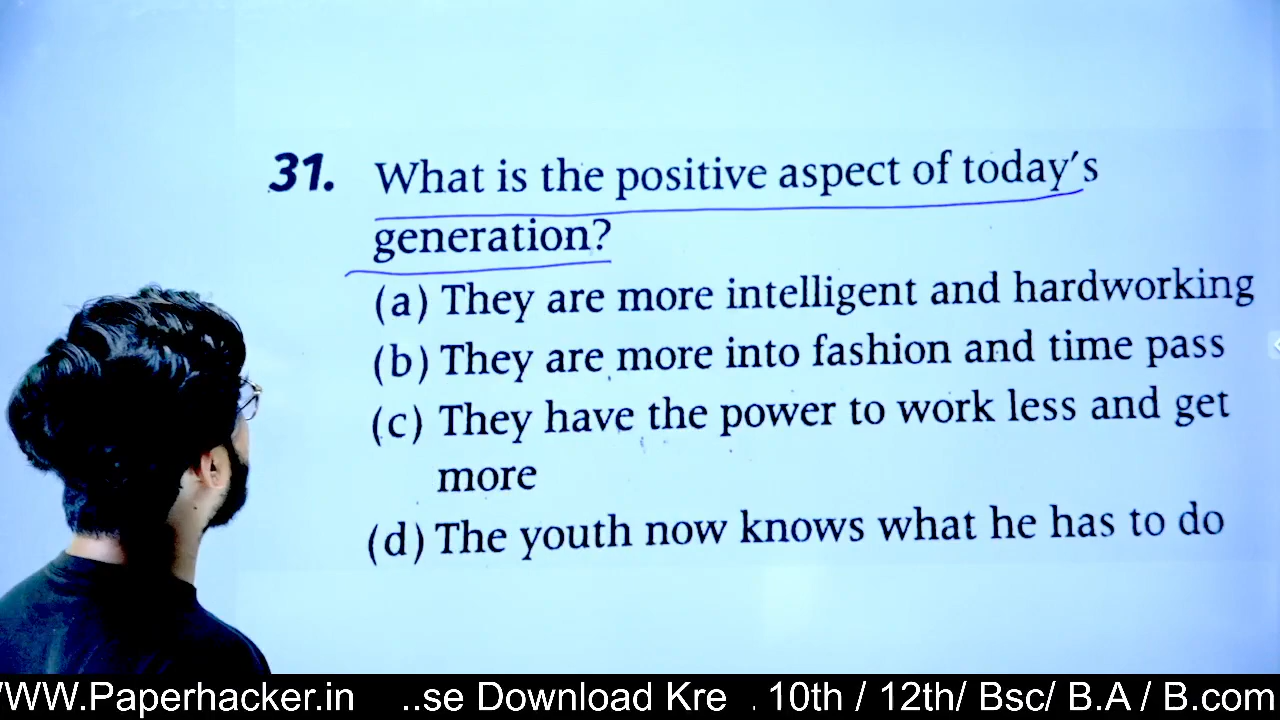 31. What is the positive aspect of today's
generation?
(a) They are more intelligent and hardworking
(b) They are more into fashion and time pass
(c) They have the power to work less and get
more
(d) The youth now knows what he has to do
WWW.Paperhacker.in ..se Download Kre . 10th / 12th/ Bsc/ B.A / B.com